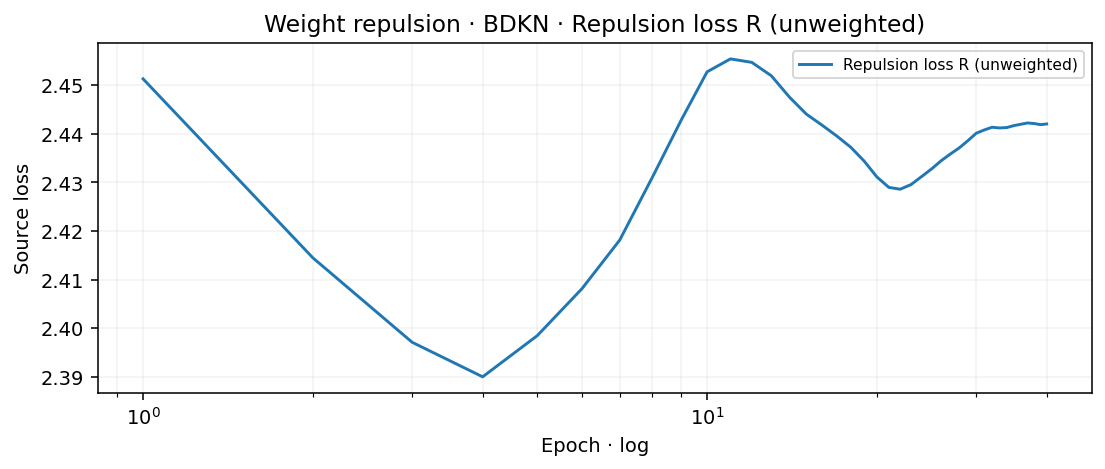 Weight repulsion · BDKN · Repulsion loss R (unweighted)
Repulsion loss R (unweighted)
Source loss
2.45
2.44
2.43
2.42
2.41
2.40
2.39
10⁰
10¹
Epoch · log